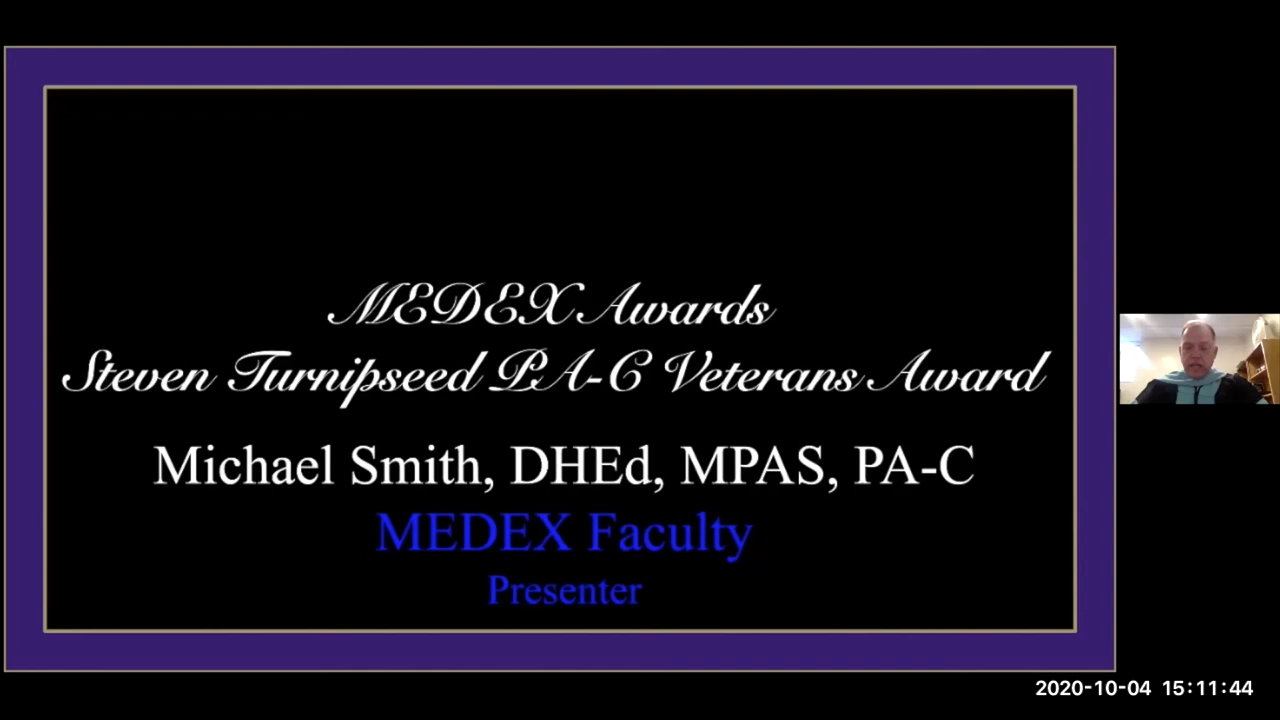 MEDEX Awards
Steven Turnipseed PA-C Veterans Award
Michael Smith, DHEd, MPAS, PA-C
MEDEX Faculty
Presenter
2020-10-04 15:11:44